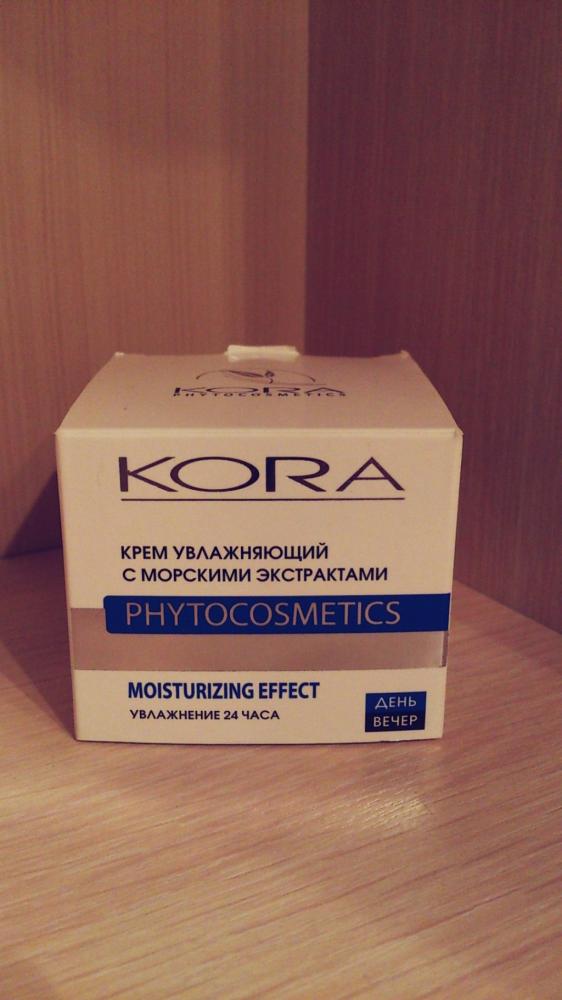 KORA
PHYTOCOSMETICS
KORA
КРЕМ УВЛАЖНЯЮЩИЙ
С МОРСКИМИ ЭКСТРАКТАМИ
PHYTOCOSMETICS
MOISTURIZING EFFECT
УВЛАЖНЕНИЕ 24 ЧАСА
ДЕНЬ
ВЕЧЕР